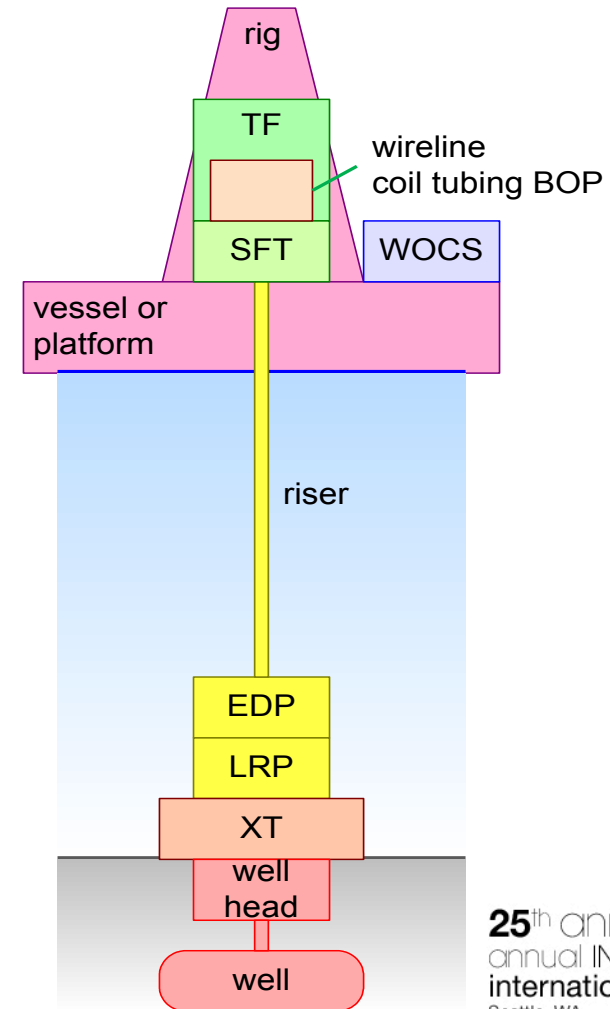 rig
TF
wireline
coil tubing BOP
SFT
WOCS
vessel or
platform
riser
EDP
LRP
XT
well
head
well
25th
annual
international